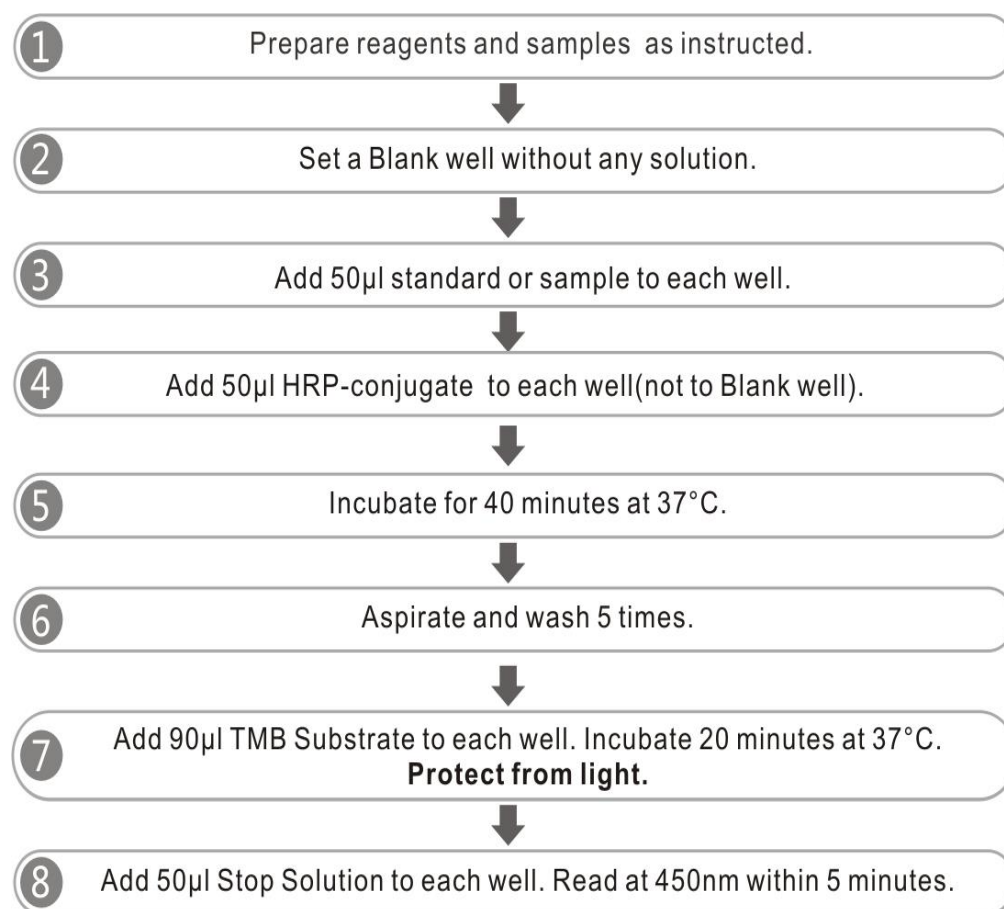 1 Prepare reagents and samples as instructed.
2 Set a Blank well without any solution.
3 Add 50μl standard or sample to each well.
4 Add 50μl HRP-conjugate to each well(not to Blank well).
5 Incubate for 40 minutes at 37°C.
6 Aspirate and wash 5 times.
7 Add 90μl TMB Substrate to each well. Incubate 20 minutes at 37°C.
Protect from light.
8 Add 50μl Stop Solution to each well. Read at 450nm within 5 minutes.